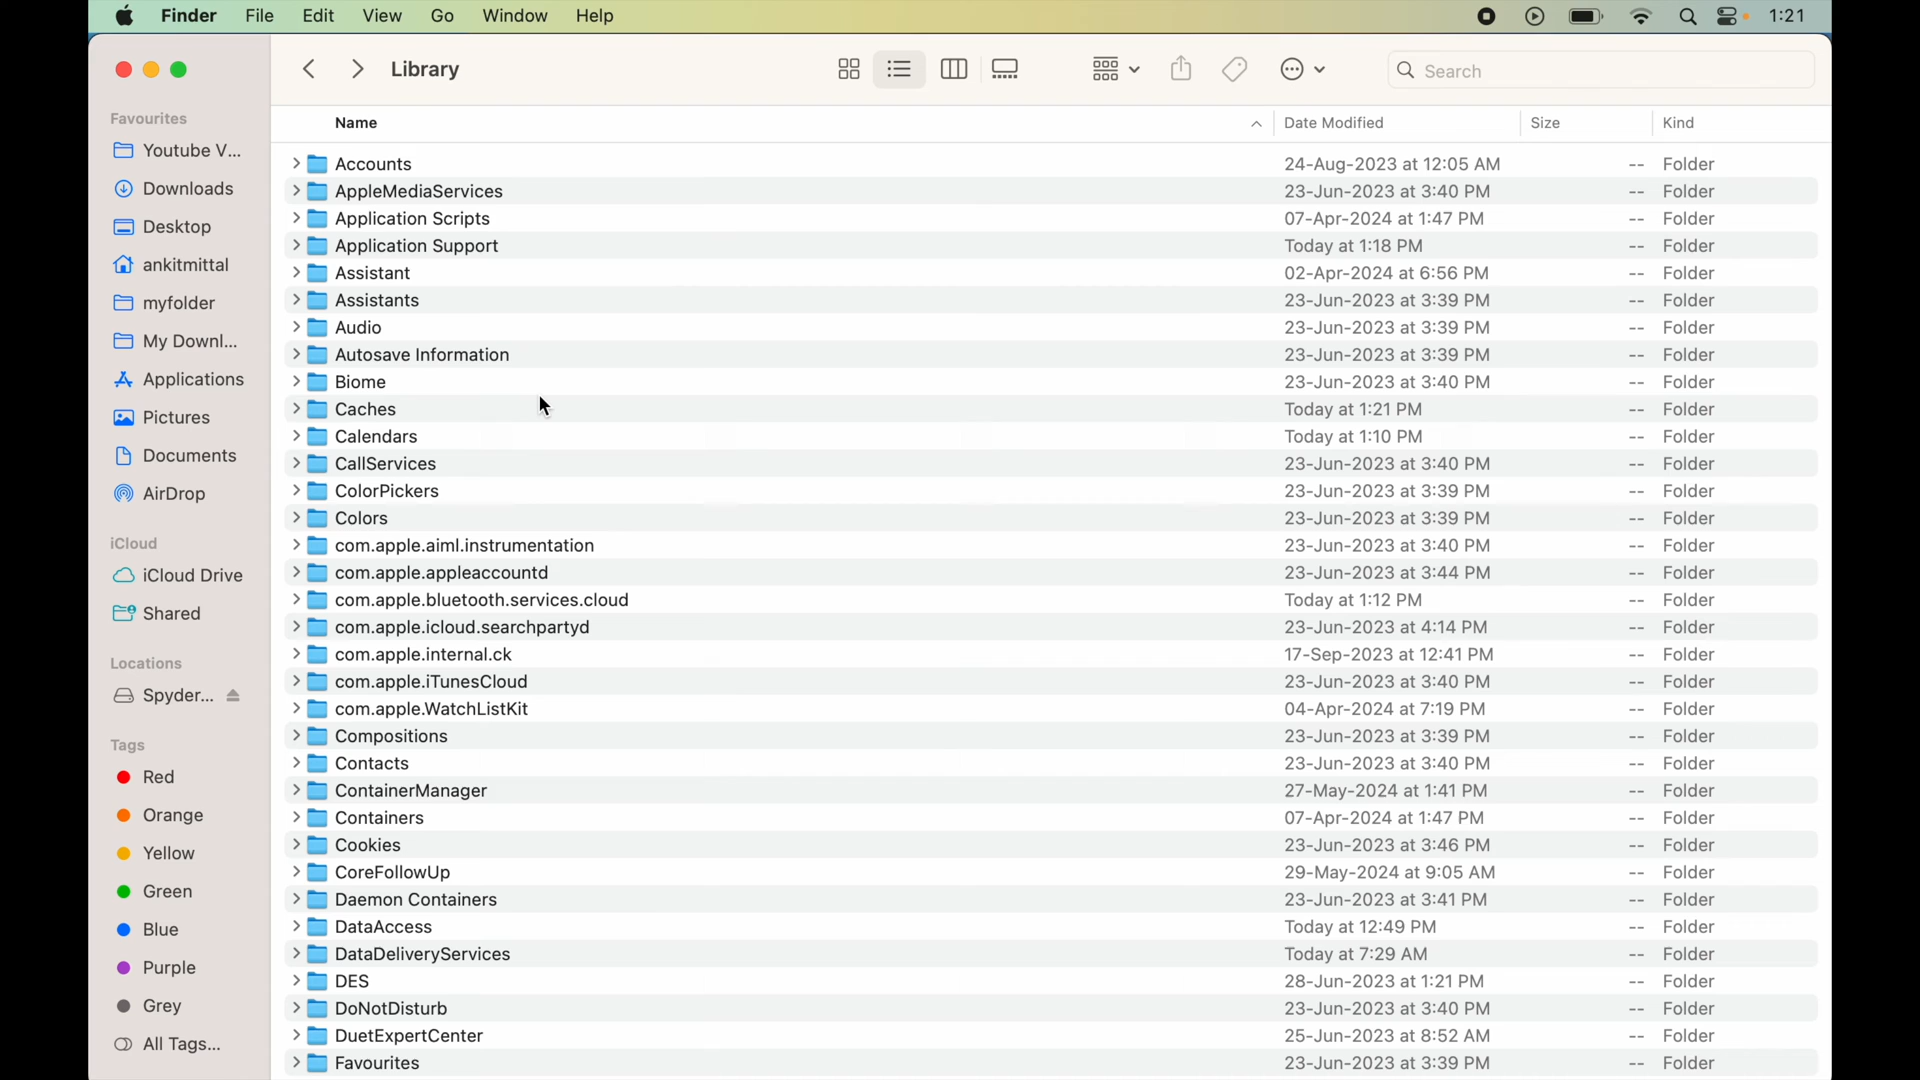 Finder File Edit View Go Window Help 1:21
Library Search
Favourites
Youtube V...
Downloads
Desktop
ankitmittal
myfolder
My Downl...
Applications
Pictures
Documents
AirDrop
iCloud
iCloud Drive
Shared
Locations
Spyder...
Tags
Red
Orange
Yellow
Green
Blue
Purple
Grey
All Tags...
Name Date Modified Size Kind
Accounts 24-Aug-2023 at 12:05 AM -- Folder
AppleMediaServices 23-Jun-2023 at 3:40 PM -- Folder
Application Scripts 07-Apr-2024 at 1:47 PM -- Folder
Application Support Today at 1:18 PM -- Folder
Assistant 02-Apr-2024 at 6:56 PM -- Folder
Assistants 23-Jun-2023 at 3:39 PM -- Folder
Audio 23-Jun-2023 at 3:39 PM -- Folder
Autosave Information 23-Jun-2023 at 3:39 PM -- Folder
Biome 23-Jun-2023 at 3:40 PM -- Folder
Caches Today at 1:21 PM -- Folder
Calendars Today at 1:10 PM -- Folder
CallServices 23-Jun-2023 at 3:40 PM -- Folder
ColorPickers 23-Jun-2023 at 3:39 PM -- Folder
Colors 23-Jun-2023 at 3:39 PM -- Folder
com.apple.aiml.instrumentation 23-Jun-2023 at 3:40 PM -- Folder
com.apple.appleaccountd 23-Jun-2023 at 3:44 PM -- Folder
com.apple.bluetooth.services.cloud Today at 1:12 PM -- Folder
com.apple.icloud.searchpartyd 23-Jun-2023 at 4:14 PM -- Folder
com.apple.internal.ck 17-Sep-2023 at 12:41 PM -- Folder
com.apple.iTunesCloud 23-Jun-2023 at 3:40 PM -- Folder
com.apple.WatchListKit 04-Apr-2024 at 7:19 PM -- Folder
Compositions 23-Jun-2023 at 3:39 PM -- Folder
Contacts 23-Jun-2023 at 3:40 PM -- Folder
ContainerManager 27-May-2024 at 1:41 PM -- Folder
Containers 07-Apr-2024 at 1:47 PM -- Folder
Cookies 23-Jun-2023 at 3:46 PM -- Folder
CoreFollowUp 29-May-2024 at 9:05 AM -- Folder
Daemon Containers 23-Jun-2023 at 3:41 PM -- Folder
DataAccess Today at 12:49 PM -- Folder
DataDeliveryServices Today at 7:29 AM -- Folder
DES 28-Jun-2023 at 1:21 PM -- Folder
DoNotDisturb 23-Jun-2023 at 3:40 PM -- Folder
DuetExpertCenter 25-Jun-2023 at 8:52 AM -- Folder
Favourites 23-Jun-2023 at 3:39 PM -- Folder